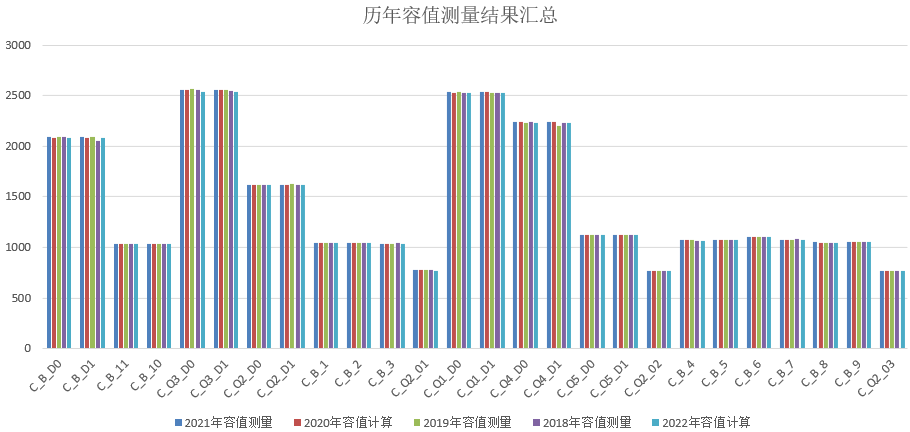 历年容值测量结果汇总
3000
2500
2000
1500
1000
500
0
C_B_D0
C_B_D1
C_B_11
C_B_10
C_Q3_D0
C_Q3_D1
C_Q2_D0
C_Q2_D1
C_B_1
C_B_2
C_B_3
C_Q2_01
C_Q1_D0
C_Q1_D1
C_Q4_D0
C_Q4_D1
C_Q5_D0
C_Q5_D1
C_Q2_02
C_B_4
C_B_5
C_B_6
C_B_7
C_B_8
C_B_9
C_Q2_03
2021年容值测量 2020年容值计算 2019年容值测量 2018年容值测量 2022年容值计算